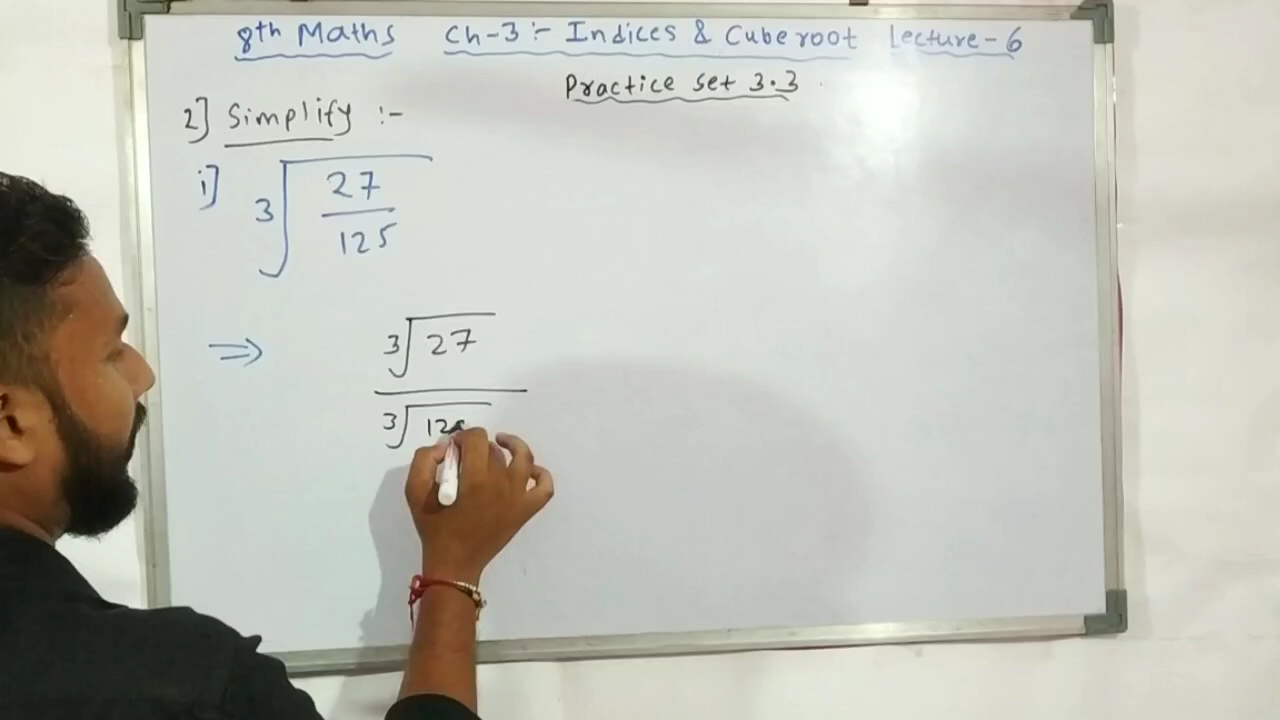 8th Maths Ch-3 :- Indices & Cube root Lecture - 6
Practice set 3.3
2] Simplify :-
i] 3√27/125
⇒ 3√27
3√125